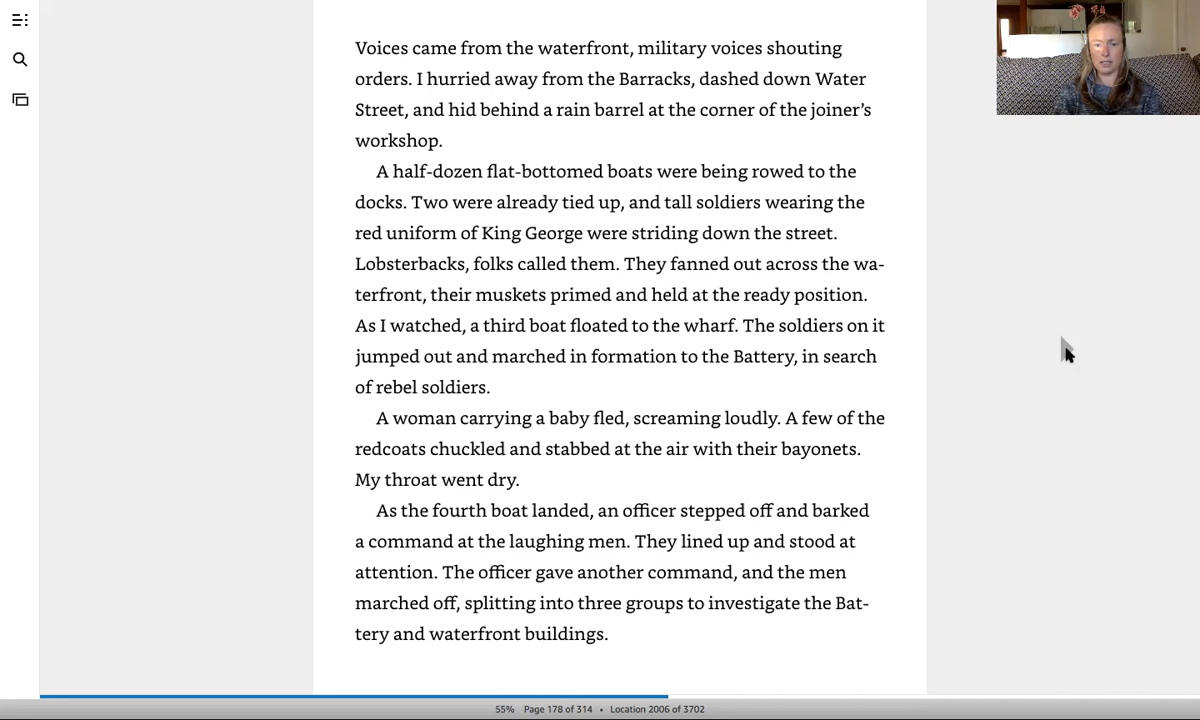 Voices came from the waterfront, military voices shouting
orders. I hurried away from the Barracks, dashed down Water
Street, and hid behind a rain barrel at the corner of the joiner’s
workshop.
A half-dozen flat-bottomed boats were being rowed to the
docks. Two were already tied up, and tall soldiers wearing the
red uniform of King George were striding down the street.
Lobsterbacks, folks called them. They fanned out across the wa-
terfront, their muskets primed and held at the ready position.
As I watched, a third boat floated to the wharf. The soldiers on it
jumped out and marched in formation to the Battery, in search
of rebel soldiers.
A woman carrying a baby fled, screaming loudly. A few of the
redcoats chuckled and stabbed at the air with their bayonets.
My throat went dry.
As the fourth boat landed, an officer stepped off and barked
a command at the laughing men. They lined up and stood at
attention. The officer gave another command, and the men
marched off, splitting into three groups to investigate the Bat-
tery and waterfront buildings.
55% Page 178 of 314 • Location 2006 of 3702